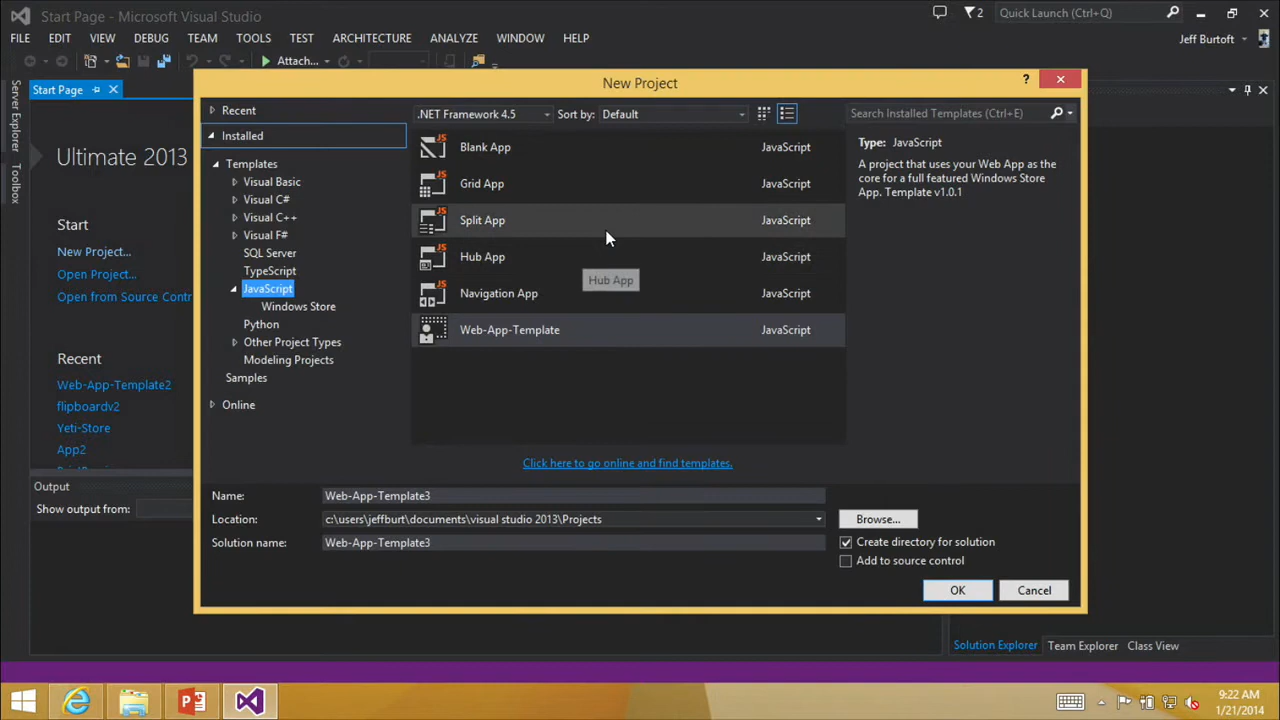 Start Page - Microsoft Visual Studio
2
Quick Launch (Ctrl+Q)
FILE EDIT VIEW DEBUG TEAM TOOLS TEST ARCHITECTURE ANALYZE WINDOW HELP
Jeff Burtoft
Attach...
Server Explorer
Toolbox
Start Page
Ultimate 2013
Start
New Project...
Open Project...
Open from Source Contr
Recent
Web-App-Template2
flipboardv2
Yeti-Store
App2
Output
Show output from:
New Project
?
Recent
Installed
Templates
Visual Basic
Visual C#
Visual C++
Visual F#
SQL Server
TypeScript
JavaScript
Windows Store
Python
Other Project Types
Modeling Projects
Samples
Online
.NET Framework 4.5
Sort by: Default
Search Installed Templates (Ctrl+E)
Blank App JavaScript
Grid App JavaScript
Split App JavaScript
Hub App JavaScript
Hub App
Navigation App JavaScript
Web-App-Template JavaScript
Type: JavaScript
A project that uses your Web App as the
core for a full featured Windows Store
App. Template v1.0.1
Click here to go online and find templates.
Name: Web-App-Template3
Location: c:\users\jeffburt\documents\visual studio 2013\Projects
Browse...
Solution name: Web-App-Template3
Create directory for solution
Add to source control
OK
Cancel
Solution Explorer Team Explorer Class View
9:22 AM
1/21/2014